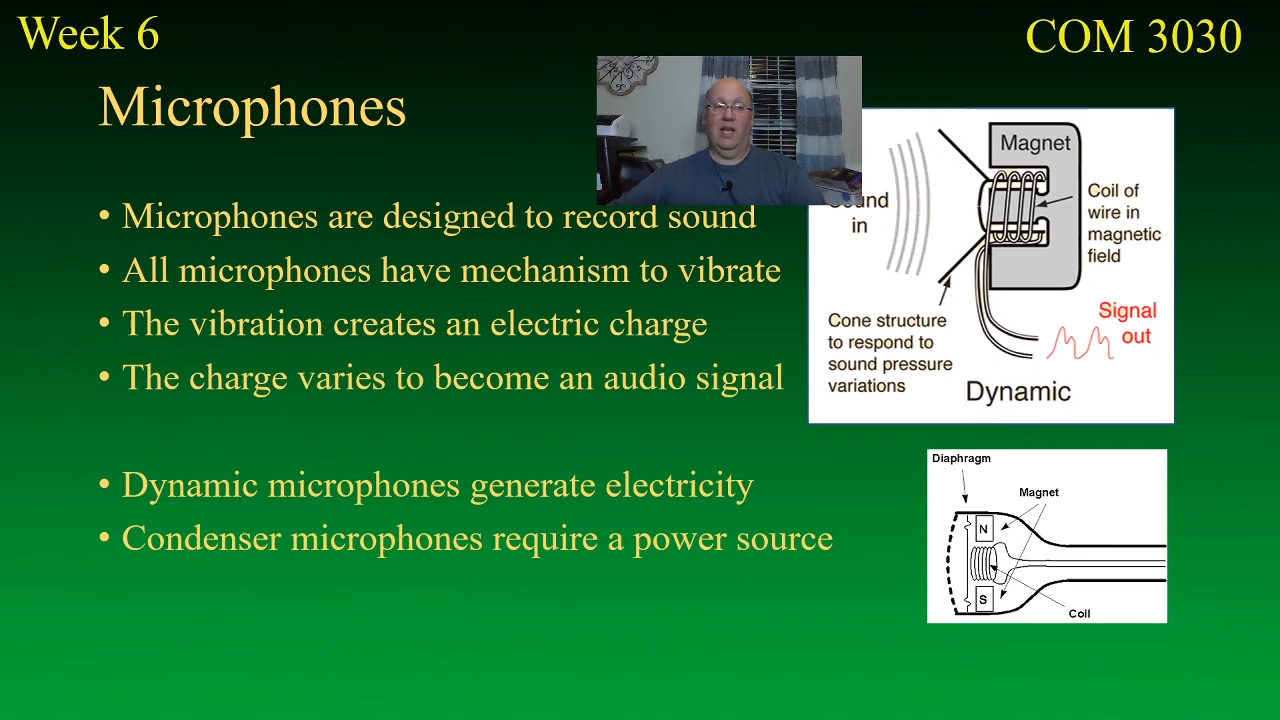 Week 6
COM 3030
Microphones
• Microphones are designed to record sound
• All microphones have mechanism to vibrate
• The vibration creates an electric charge
• The charge varies to become an audio signal
• Dynamic microphones generate electricity
• Condenser microphones require a power source
Magnet
Coil of
wire in
magnetic
field
in
Cone structure
to respond to
sound pressure
variations
Signal
out
Dynamic
Diaphragm
Magnet
N
S
Coil